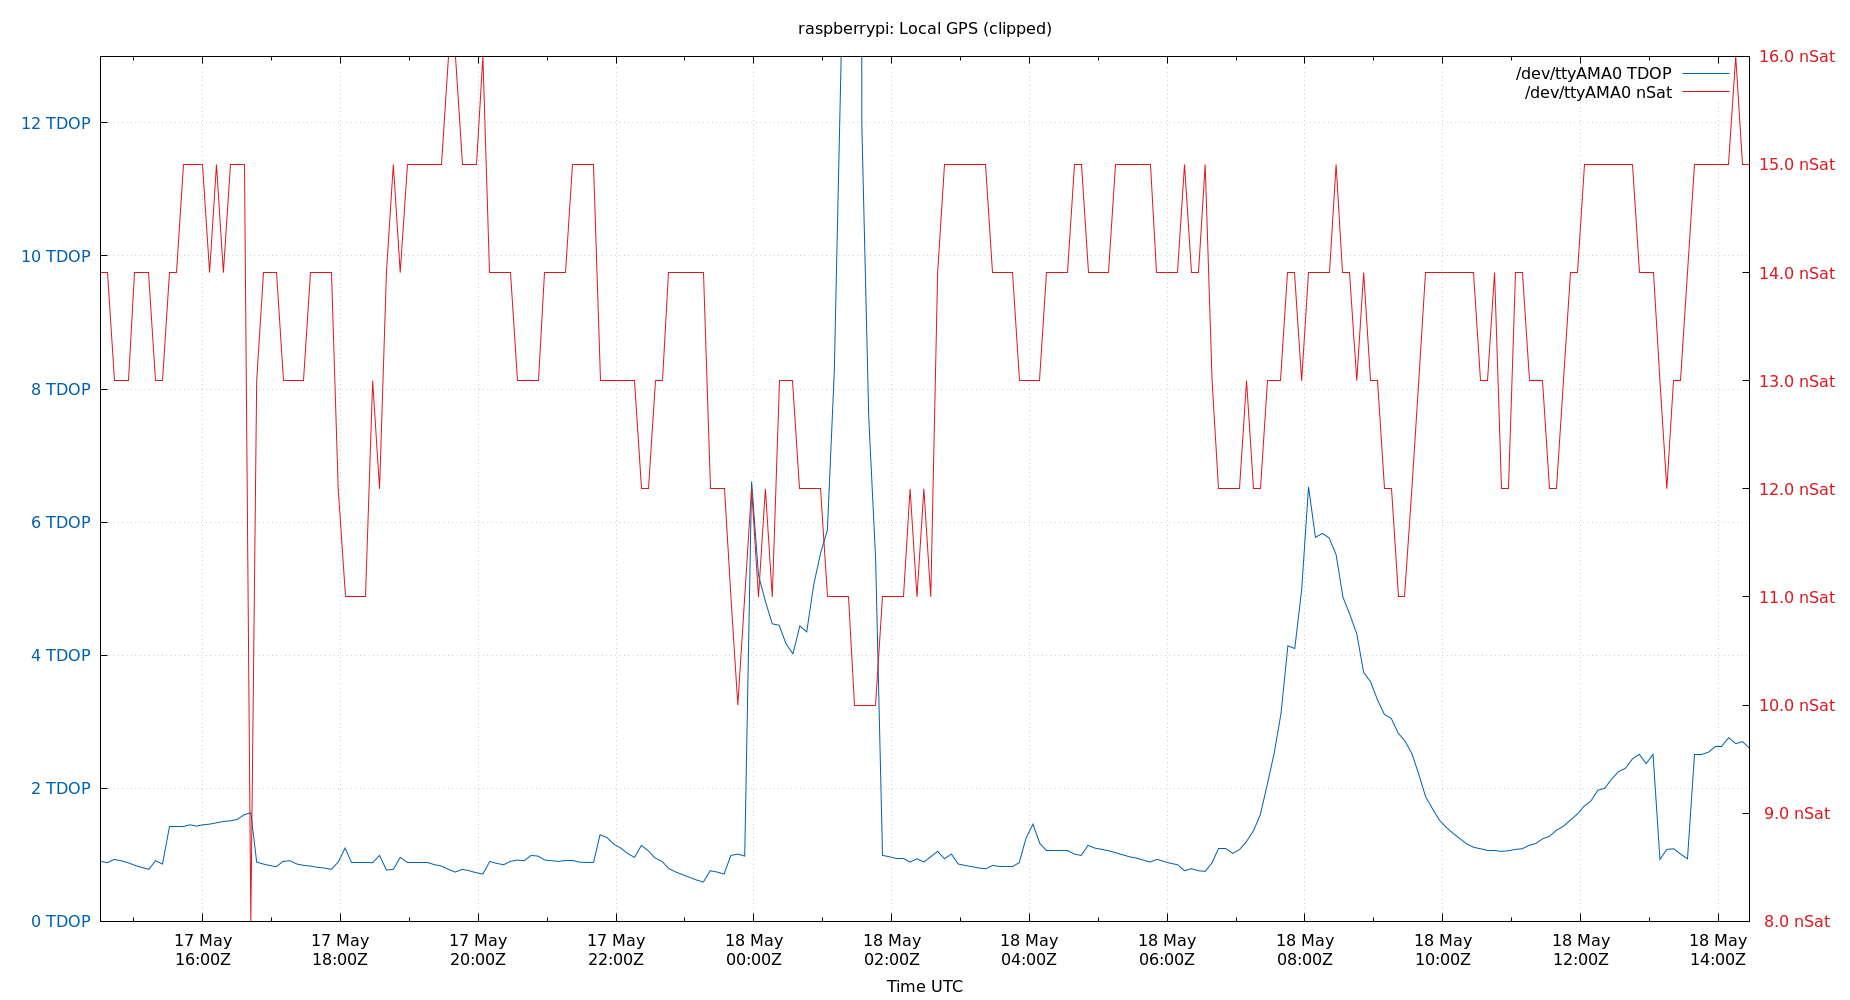 raspberrypi: Local GPS (clipped)
/dev/ttyAMA0 TDOP
/dev/ttyAMA0 nSat
12 TDOP
10 TDOP
8 TDOP
6 TDOP
4 TDOP
2 TDOP
0 TDOP
16.0 nSat
15.0 nSat
14.0 nSat
13.0 nSat
12.0 nSat
11.0 nSat
10.0 nSat
9.0 nSat
8.0 nSat
17 May
16:00Z
17 May
18:00Z
17 May
20:00Z
17 May
22:00Z
18 May
00:00Z
18 May
02:00Z
18 May
04:00Z
18 May
06:00Z
18 May
08:00Z
18 May
10:00Z
18 May
12:00Z
18 May
14:00Z
Time UTC